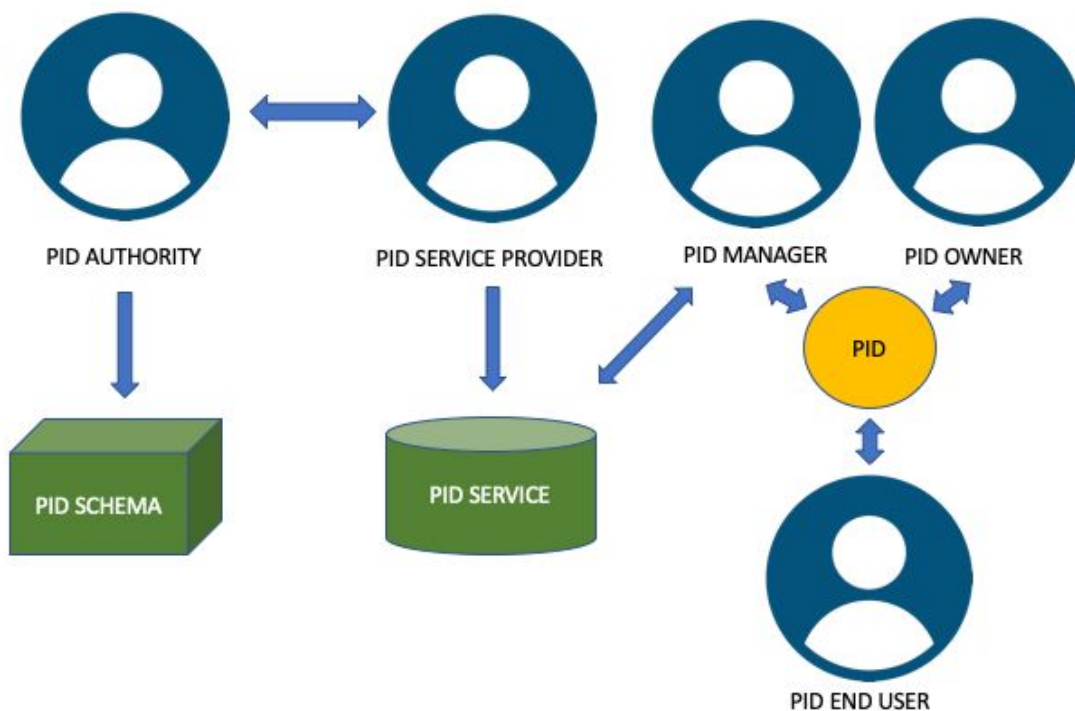 PID AUTHORITY
PID SERVICE PROVIDER
PID MANAGER
PID OWNER
PID
PID SCHEMA
PID SERVICE
PID END USER